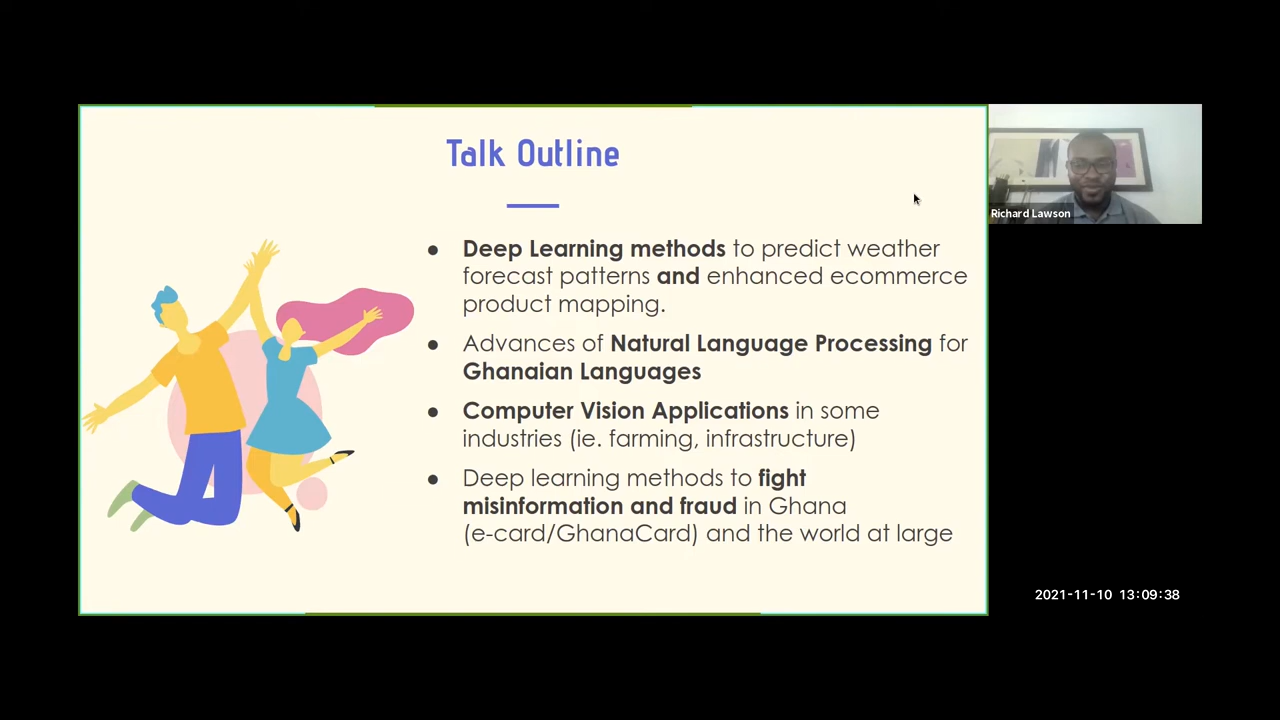 Talk Outline
● Deep Learning methods to predict weather
forecast patterns and enhanced ecommerce
product mapping.
● Advances of Natural Language Processing for
Ghanaian Languages
● Computer Vision Applications in some
industries (ie. farming, infrastructure)
● Deep learning methods to fight
misinformation and fraud in Ghana
(e-card/GhanaCard) and the world at large
Richard Lawson
2021-11-10 13:09:38